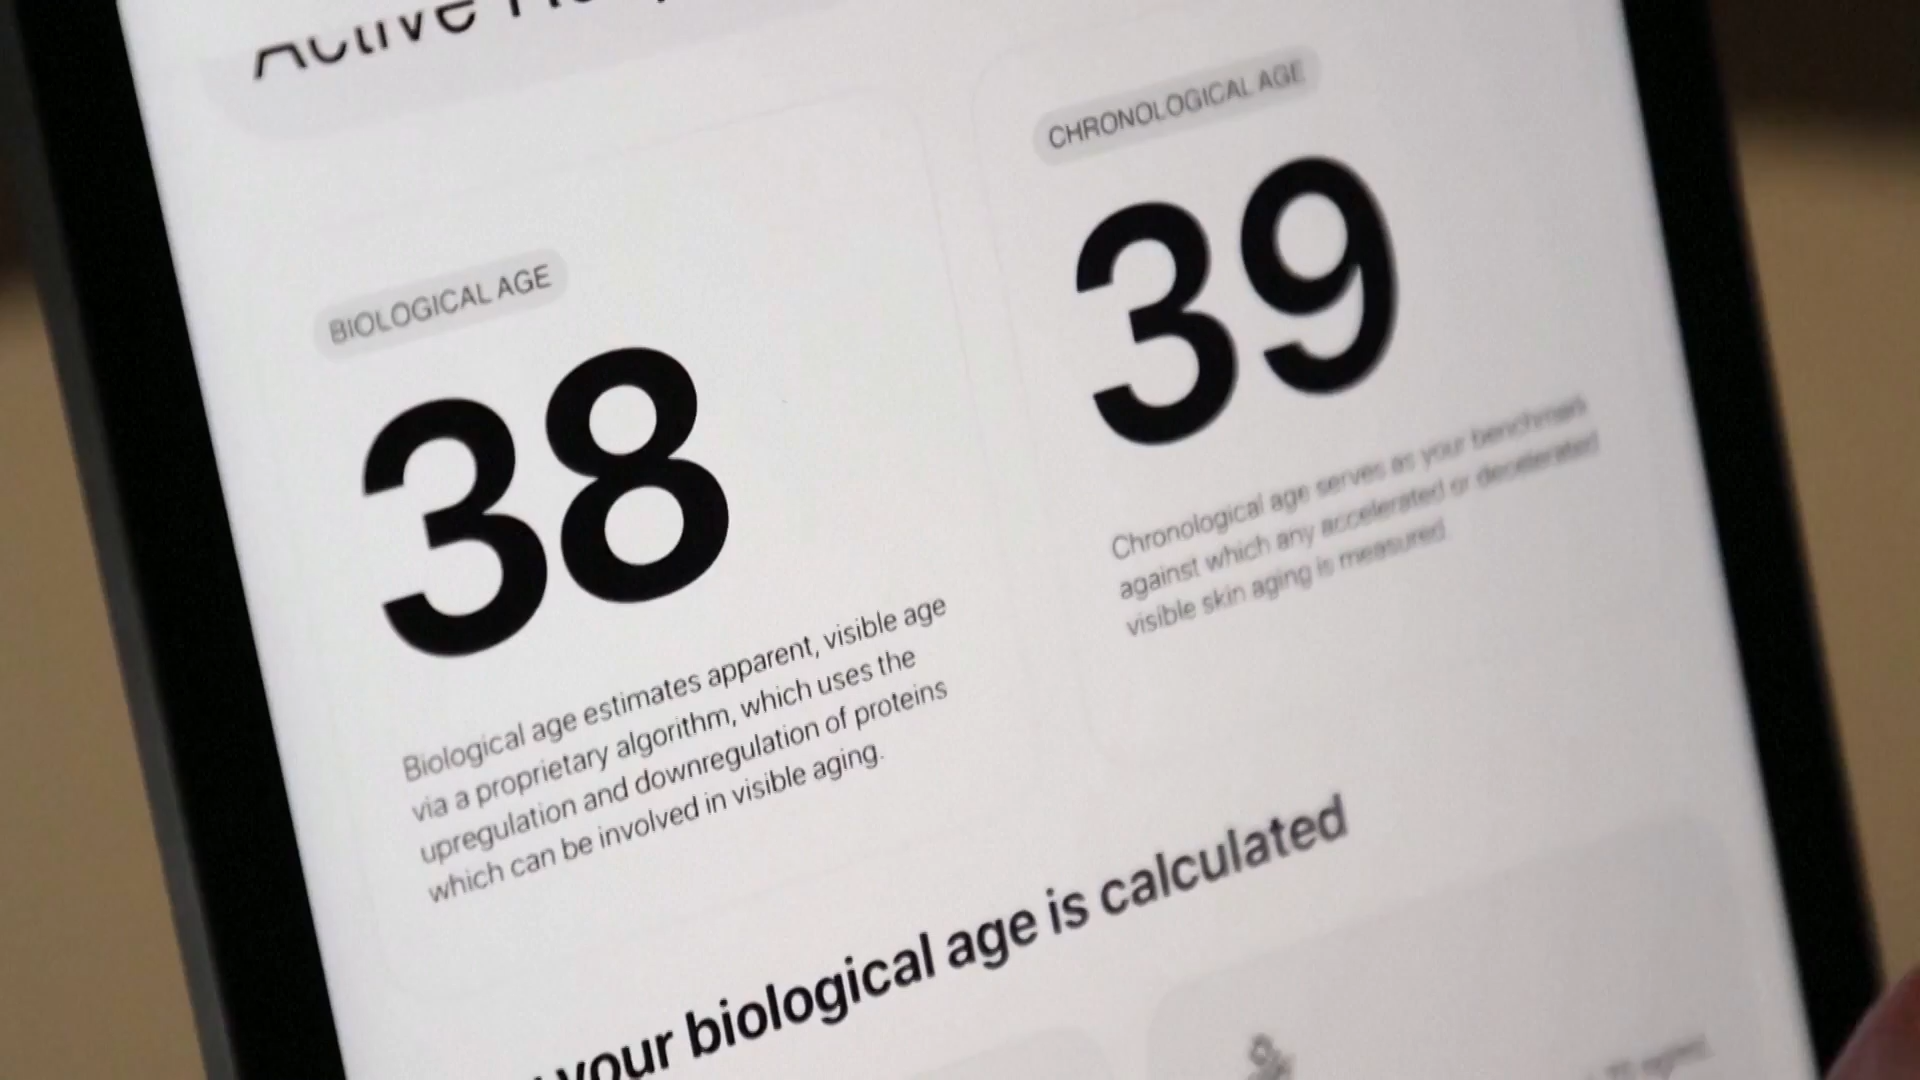 Active
BIOLOGICAL AGE
38
Biological age estimates apparent, visible age
via a proprietary algorithm, which uses the
upregulation and downregulation of proteins
which can be involved in visible aging.
CHRONOLOGICAL AGE
39
Chronological age serves as your benchmark
against which any accelerated or decelerated
visible skin aging is measured
your biological age is calculated